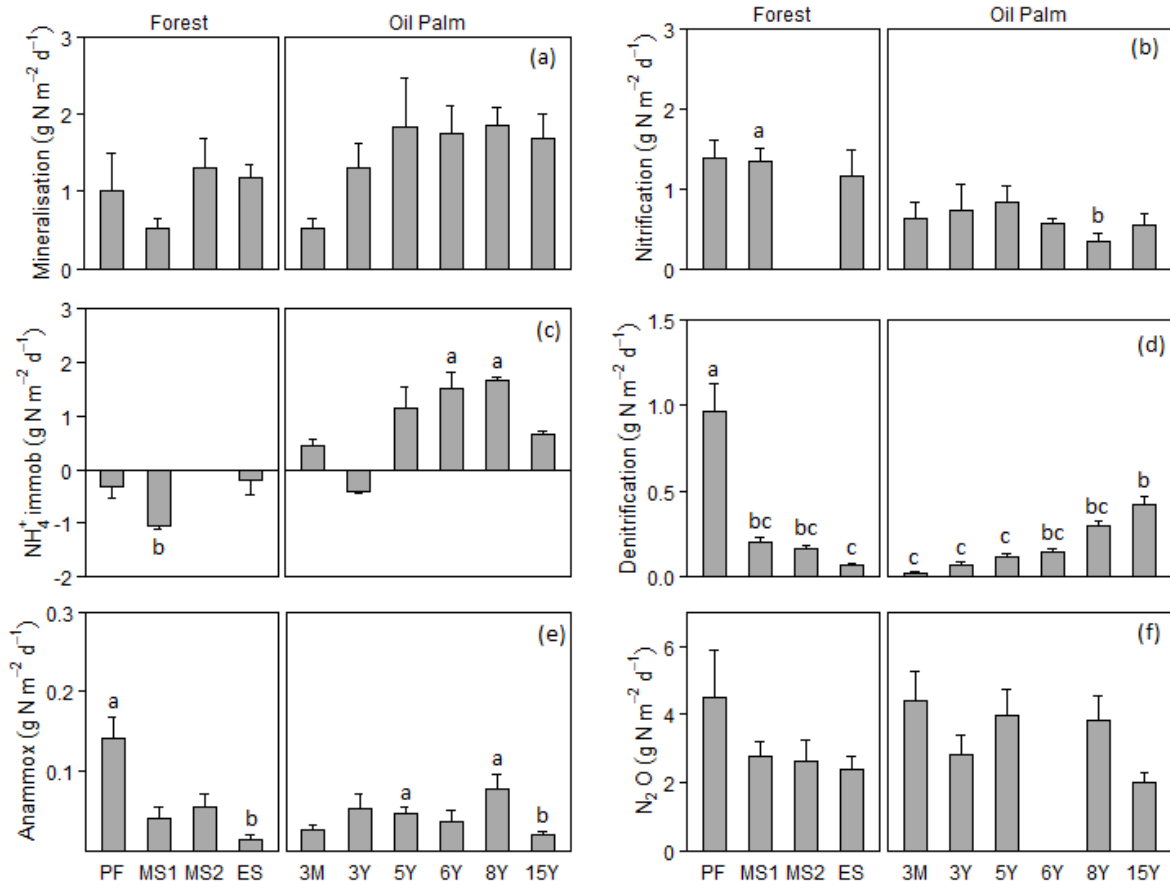 Forest Oil Palm
Mineralisation (g N m⁻² d⁻¹)
3
2
1
0
(a)
Forest Oil Palm
Nitrification (g N m⁻² d⁻¹)
3
2
1
0
a
b
(b)
NH₄⁺ immob (g N m⁻² d⁻¹)
3
2
1
0
-1
-2
b
a a
(c)
Denitrification (g N m⁻² d⁻¹)
1.5
1.0
0.5
0.0
a
bc bc c
c c c bc bc b
(d)
Anammox (g N m⁻² d⁻¹)
0.3
0.2
0.1
a
b
a a b
(e)
PF MS1 MS2 ES 3M 3Y 5Y 6Y 8Y 15Y
N₂ O (g N m⁻² d⁻¹)
6
4
2
0
(f)
PF MS1 MS2 ES 3M 3Y 5Y 6Y 8Y 15Y